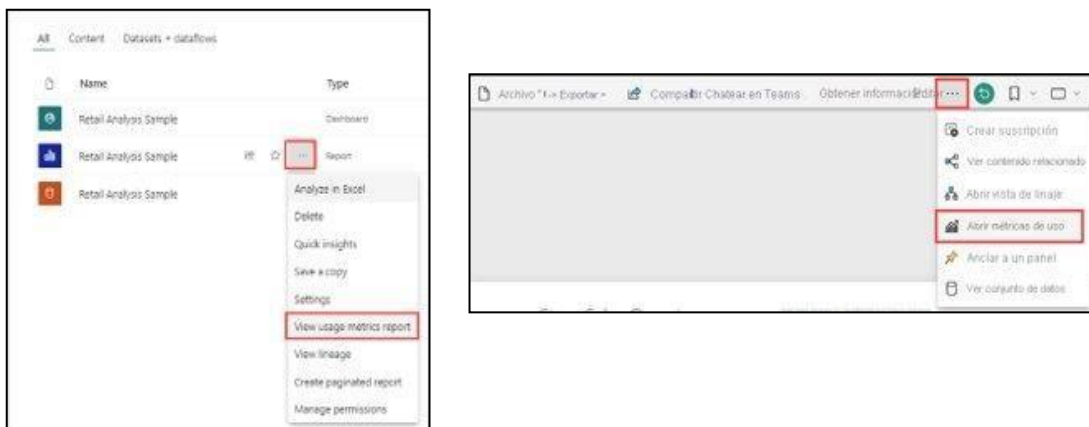 All Content Datasets + dataflows
Name Type
Retail Analysis Sample Dashboard
Retail Analysis Sample ... Report
Retail Analysis Sample
Analyze in Excel
Delete
Quick insights
Save a copy
Settings
View usage metrics report
View lineage
Create paginated report
Manage permissions
Archivo Exportar Compartir Chatear en Teams Obtener ...
Crear suscripción
Ver contenido relacionado
Abrir vista de linaje
Abrir métricas de uso
Anclar a un panel
Ver conjunto de datos